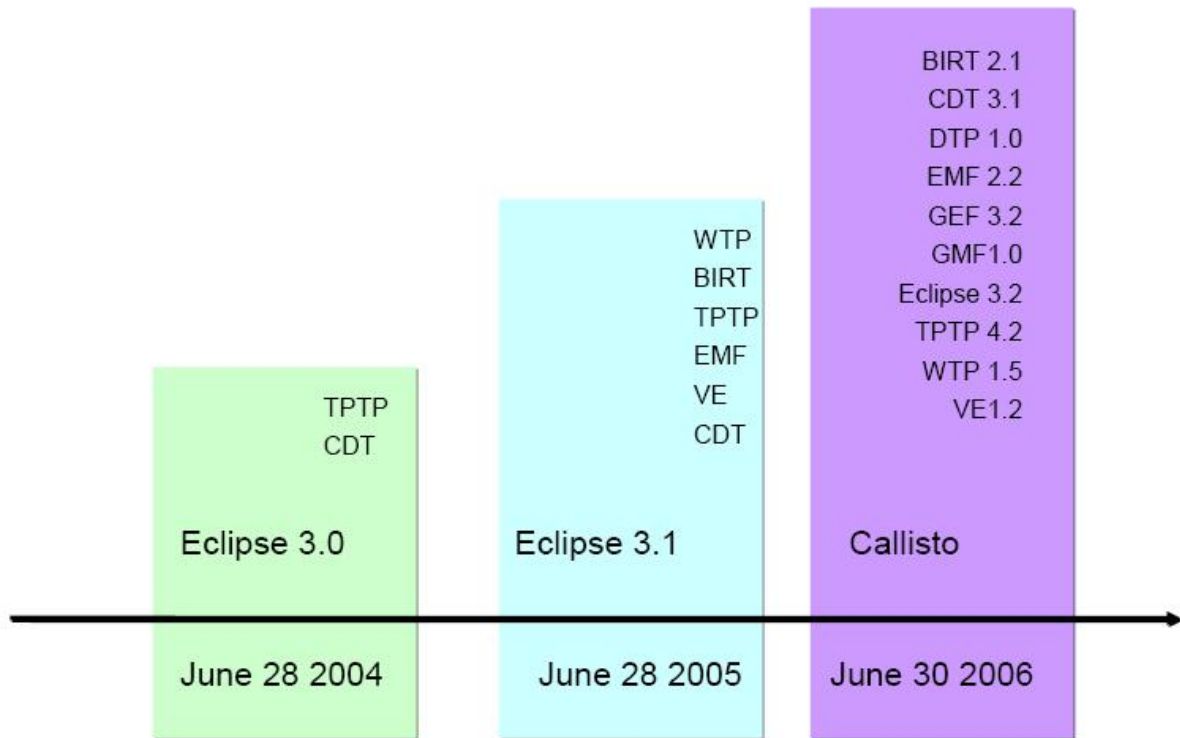 TPTP
CDT
Eclipse 3.0
June 28 2004
WTP
BIRT
TPTP
EMF
VE
CDT
Eclipse 3.1
June 28 2005
BIRT 2.1
CDT 3.1
DTP 1.0
EMF 2.2
GEF 3.2
GMF1.0
Eclipse 3.2
TPTP 4.2
WTP 1.5
VE1.2
Callisto
June 30 2006